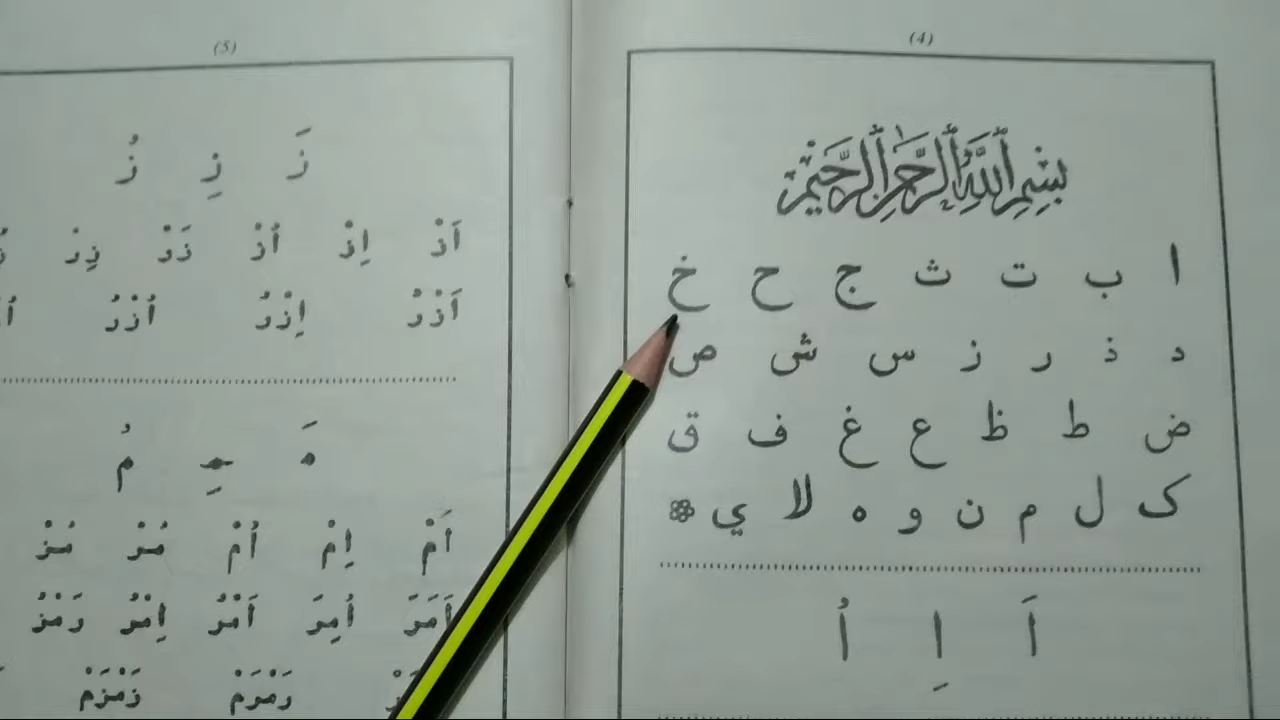 (4)
بِسْمِ اللّٰهِ الرَّحْمٰنِ الرَّحِيْمِ
ا ب ت ث ج ح خ
د ذ ر ز س ش ص
ض ط ظ ع غ ف ق
ک ل م ن و ه لا ي
اَ اِ اُ
(5)
زَ زِ زُ
اَزْ اِزْ اُزْ زَزْ زِزْ
اَزْرُ اِزْرُ اُزْرُ
مَ مِ مُ
اَمْ اِمْ اُمْ مُرْ مُزْ
اَمَرَ اُمِرَ اَمْرُ اِمْرُ رَمْزُ
رَمْرَمْ زَمْزَمْ